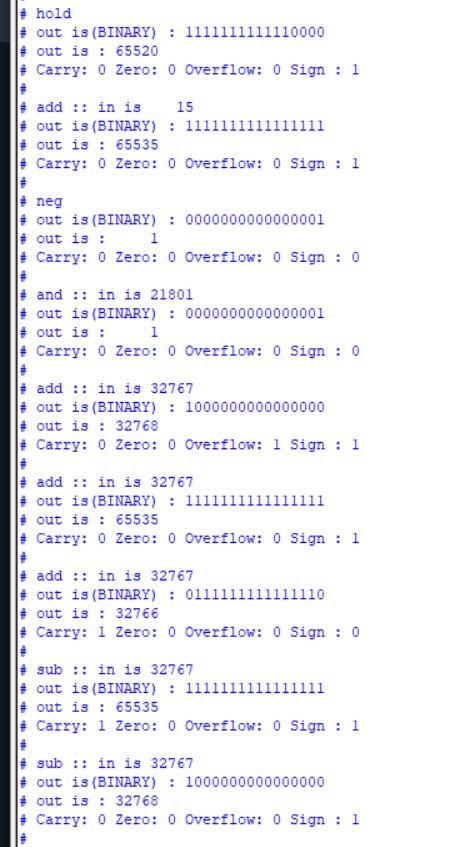 # hold
# out is(BINARY) : 1111111111110000
# out is : 65520
# Carry: 0 Zero: 0 Overflow: 0 Sign : 1
#
# add :: in is    15
# out is(BINARY) : 1111111111111111
# out is : 65535
# Carry: 0 Zero: 0 Overflow: 0 Sign : 1
#
# neg
# out is(BINARY) : 0000000000000001
# out is :     1
# Carry: 0 Zero: 0 Overflow: 0 Sign : 0
#
# and :: in is 21801
# out is(BINARY) : 0000000000000001
# out is :     1
# Carry: 0 Zero: 0 Overflow: 0 Sign : 0
#
# add :: in is 32767
# out is(BINARY) : 1000000000000000
# out is : 32768
# Carry: 0 Zero: 0 Overflow: 1 Sign : 1
#
# add :: in is 32767
# out is(BINARY) : 1111111111111111
# out is : 65535
# Carry: 0 Zero: 0 Overflow: 0 Sign : 1
#
# add :: in is 32767
# out is(BINARY) : 0111111111111110
# out is : 32766
# Carry: 1 Zero: 0 Overflow: 0 Sign : 0
#
# sub :: in is 32767
# out is(BINARY) : 1111111111111111
# out is : 65535
# Carry: 1 Zero: 0 Overflow: 0 Sign : 1
#
# sub :: in is 32767
# out is(BINARY) : 1000000000000000
# out is : 32768
# Carry: 0 Zero: 0 Overflow: 0 Sign : 1
#